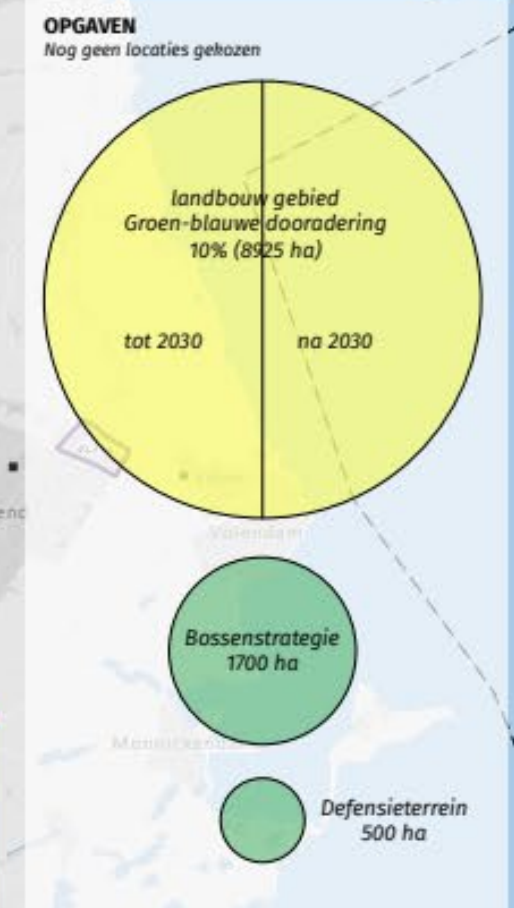 OPGAVEN
Nog geen locaties gekozen
landbouw gebied
Groen-blauwe dooradering
10% (8925 ha)
tot 2030
na 2030
Volendam
Bossenstrategie
1700 ha
Defensieterrein
500 ha